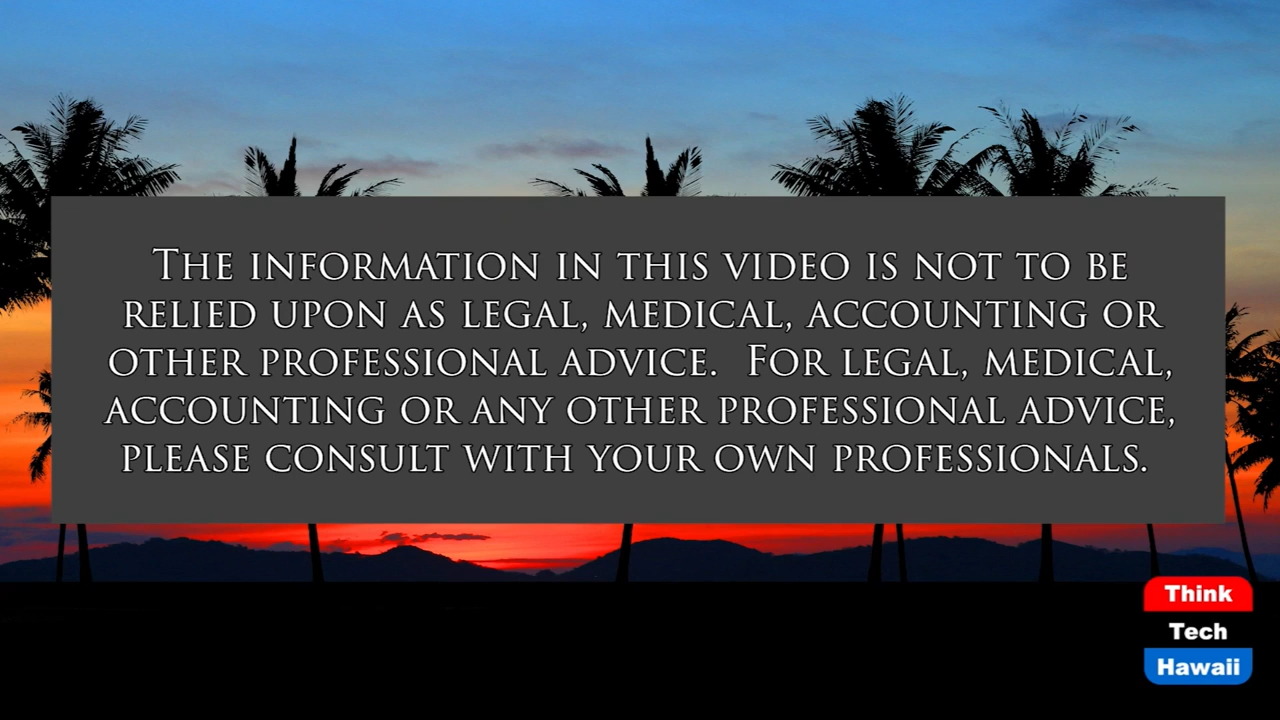 The information in this video is not to be
relied upon as legal, medical, accounting or
other professional advice.  For legal, medical,
accounting or any other professional advice,
please consult with your own professionals.
Think
Tech
Hawaii